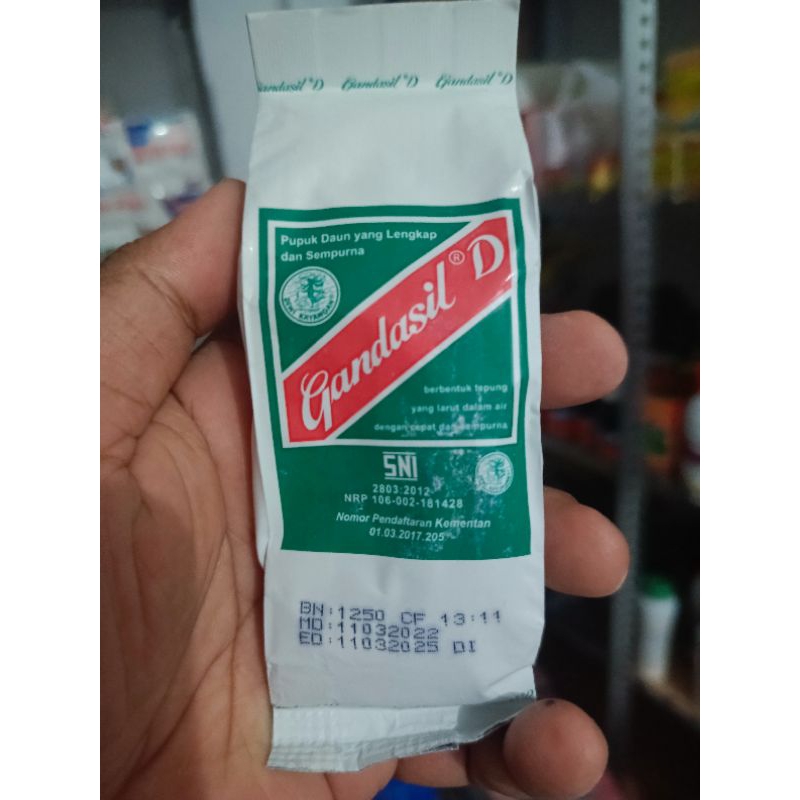 Gandasil ® D Gandasil ® D Gandasil ® D
Pupuk Daun yang Lengkap
dan Sempurna
DEWI KAYANGAN
Gandasil ® D
berbentuk tepung
yang larut dalam air
dengan cepat dan sempurna
SNI
2803:2012
NRP 106-002-181428
Nomor Pendaftaran Kementan
01.03.2017.205
BN:1250 CF 13:11
MD:11032022
ED:11032025 DI